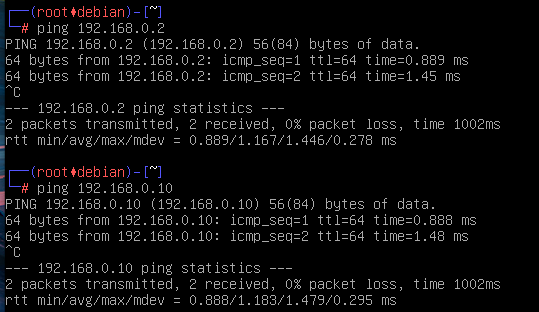 ┌──(root♦debian)-[~]
└─# ping 192.168.0.2
PING 192.168.0.2 (192.168.0.2) 56(84) bytes of data.
64 bytes from 192.168.0.2: icmp_seq=1 ttl=64 time=0.889 ms
64 bytes from 192.168.0.2: icmp_seq=2 ttl=64 time=1.45 ms
^C
--- 192.168.0.2 ping statistics ---
2 packets transmitted, 2 received, 0% packet loss, time 1002ms
rtt min/avg/max/mdev = 0.889/1.167/1.446/0.278 ms
┌──(root♦debian)-[~]
└─# ping 192.168.0.10
PING 192.168.0.10 (192.168.0.10) 56(84) bytes of data.
64 bytes from 192.168.0.10: icmp_seq=1 ttl=64 time=0.888 ms
64 bytes from 192.168.0.10: icmp_seq=2 ttl=64 time=1.48 ms
^C
--- 192.168.0.10 ping statistics ---
2 packets transmitted, 2 received, 0% packet loss, time 1002ms
rtt min/avg/max/mdev = 0.888/1.183/1.479/0.295 ms